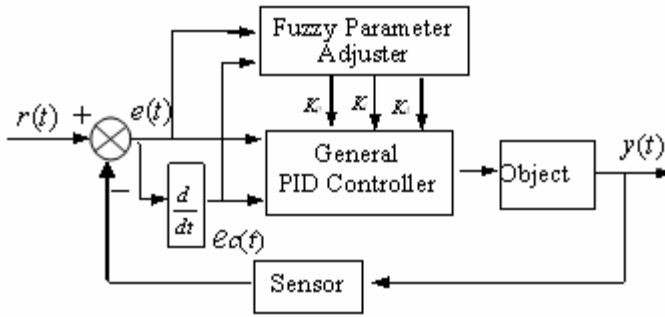 Fuzzy Parameter
Adjuster
K K K
r(t) + e(t)
General
PID Controller
Object
y(t)
−
d
dt
ec(t)
Sensor